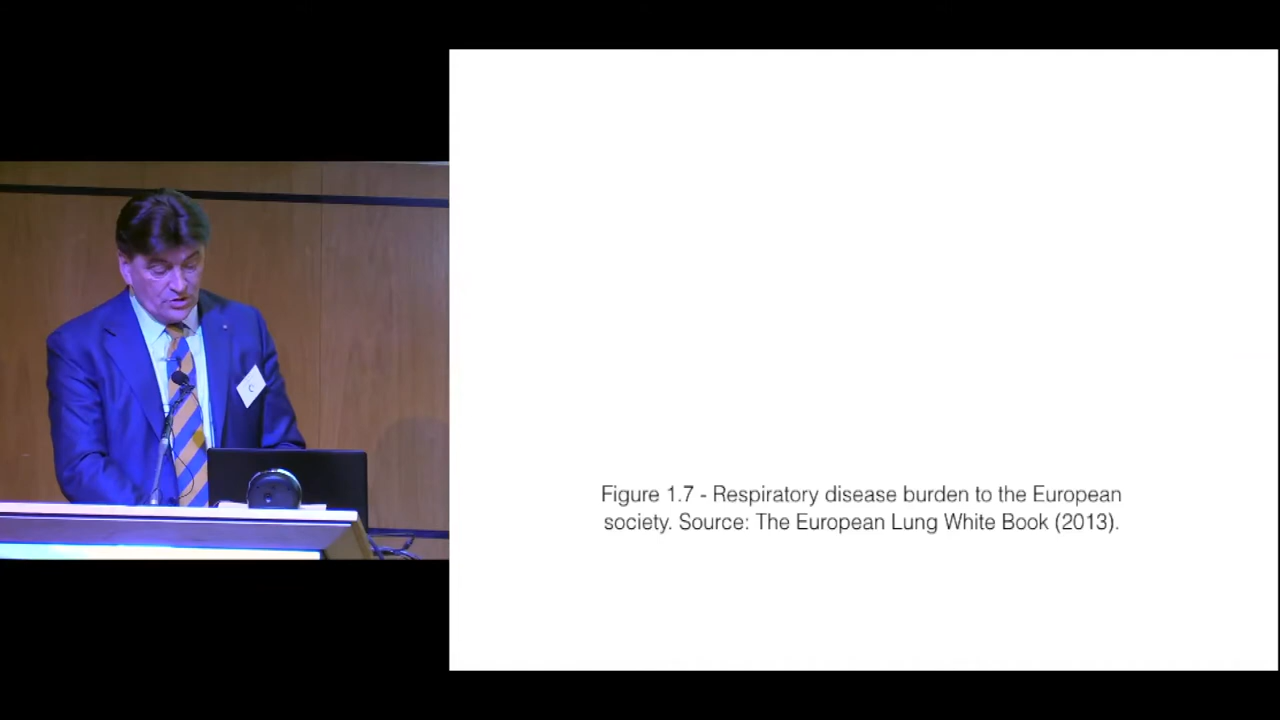 Figure 1.7 - Respiratory disease burden to the European
society. Source: The European Lung White Book (2013).